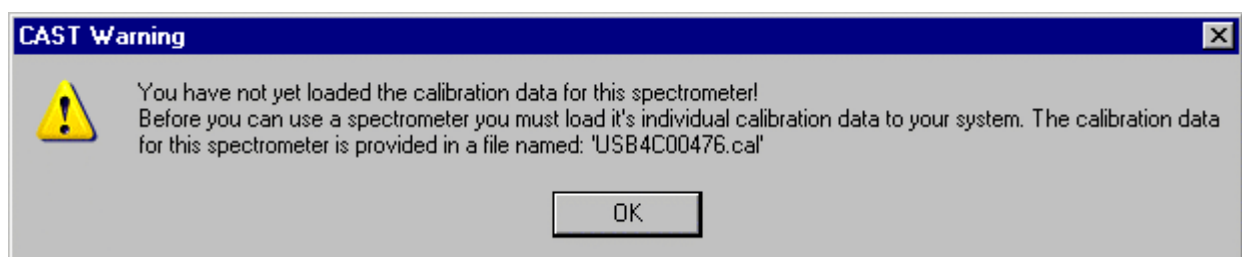 CAST Warning
You have not yet loaded the calibration data for this spectrometer!
Before you can use a spectrometer you must load it's individual calibration data to your system. The calibration data
for this spectrometer is provided in a file named: 'USB4C00476.cal'
OK